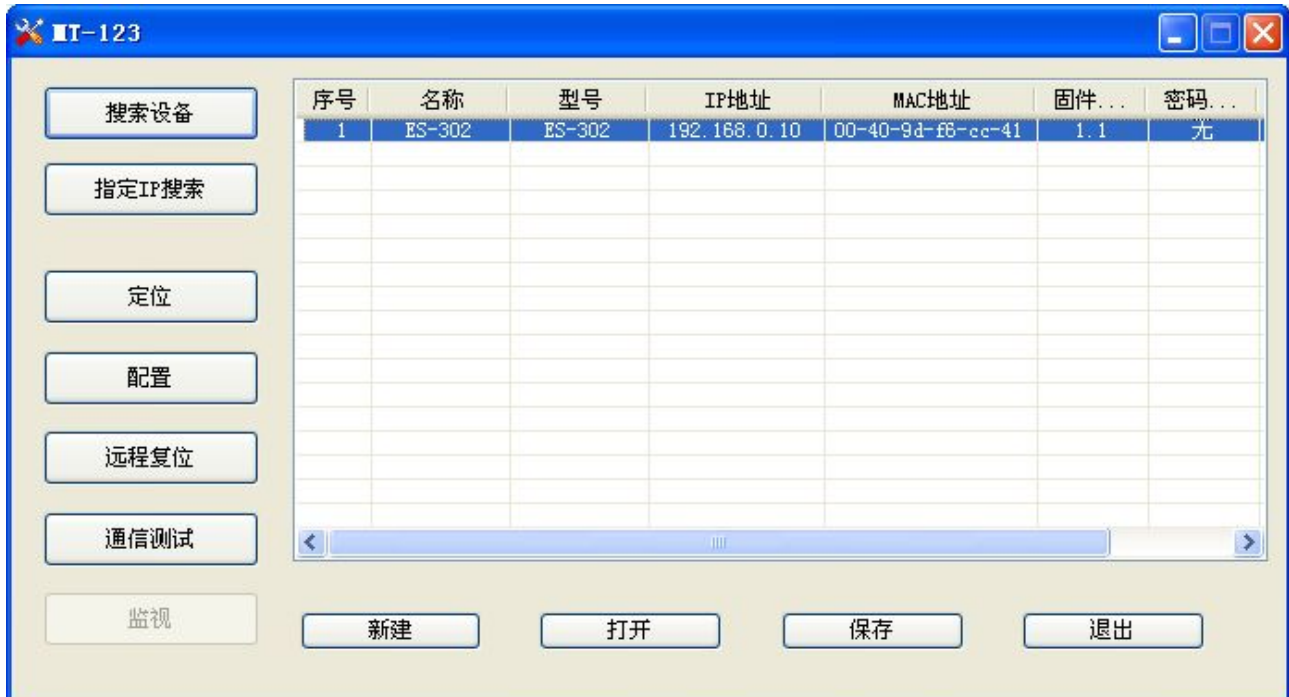 MT-123
搜索设备
序号 名称 型号 IP地址 MAC地址 固件... 密码...
1 ES-302 ES-302 192.168.0.10 00-40-9d-f6-cc-41 1.1 无
指定IP搜索
定位
配置
远程复位
通信测试
监视
新建 打开 保存 退出